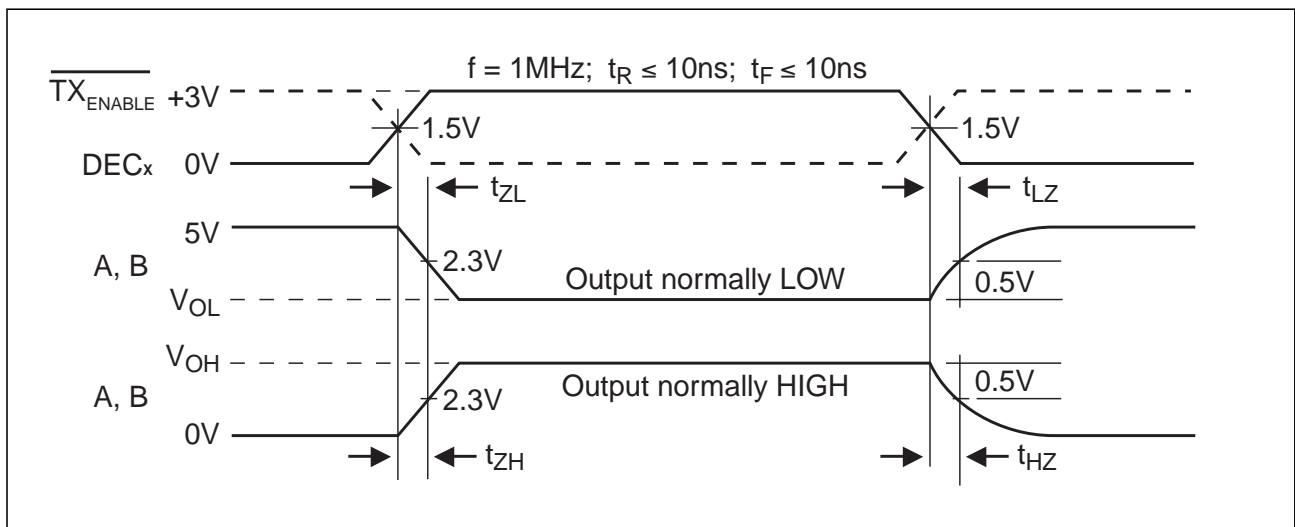 f = 1MHz; tR ≤ 10ns; tF ≤ 10ns
TXENABLE +3V
1.5V 1.5V
DECx 0V
tZL tLZ
5V
A, B 2.3V Output normally LOW 0.5V
VOL
VOH
A, B 2.3V Output normally HIGH 0.5V
0V
tZH tHZ